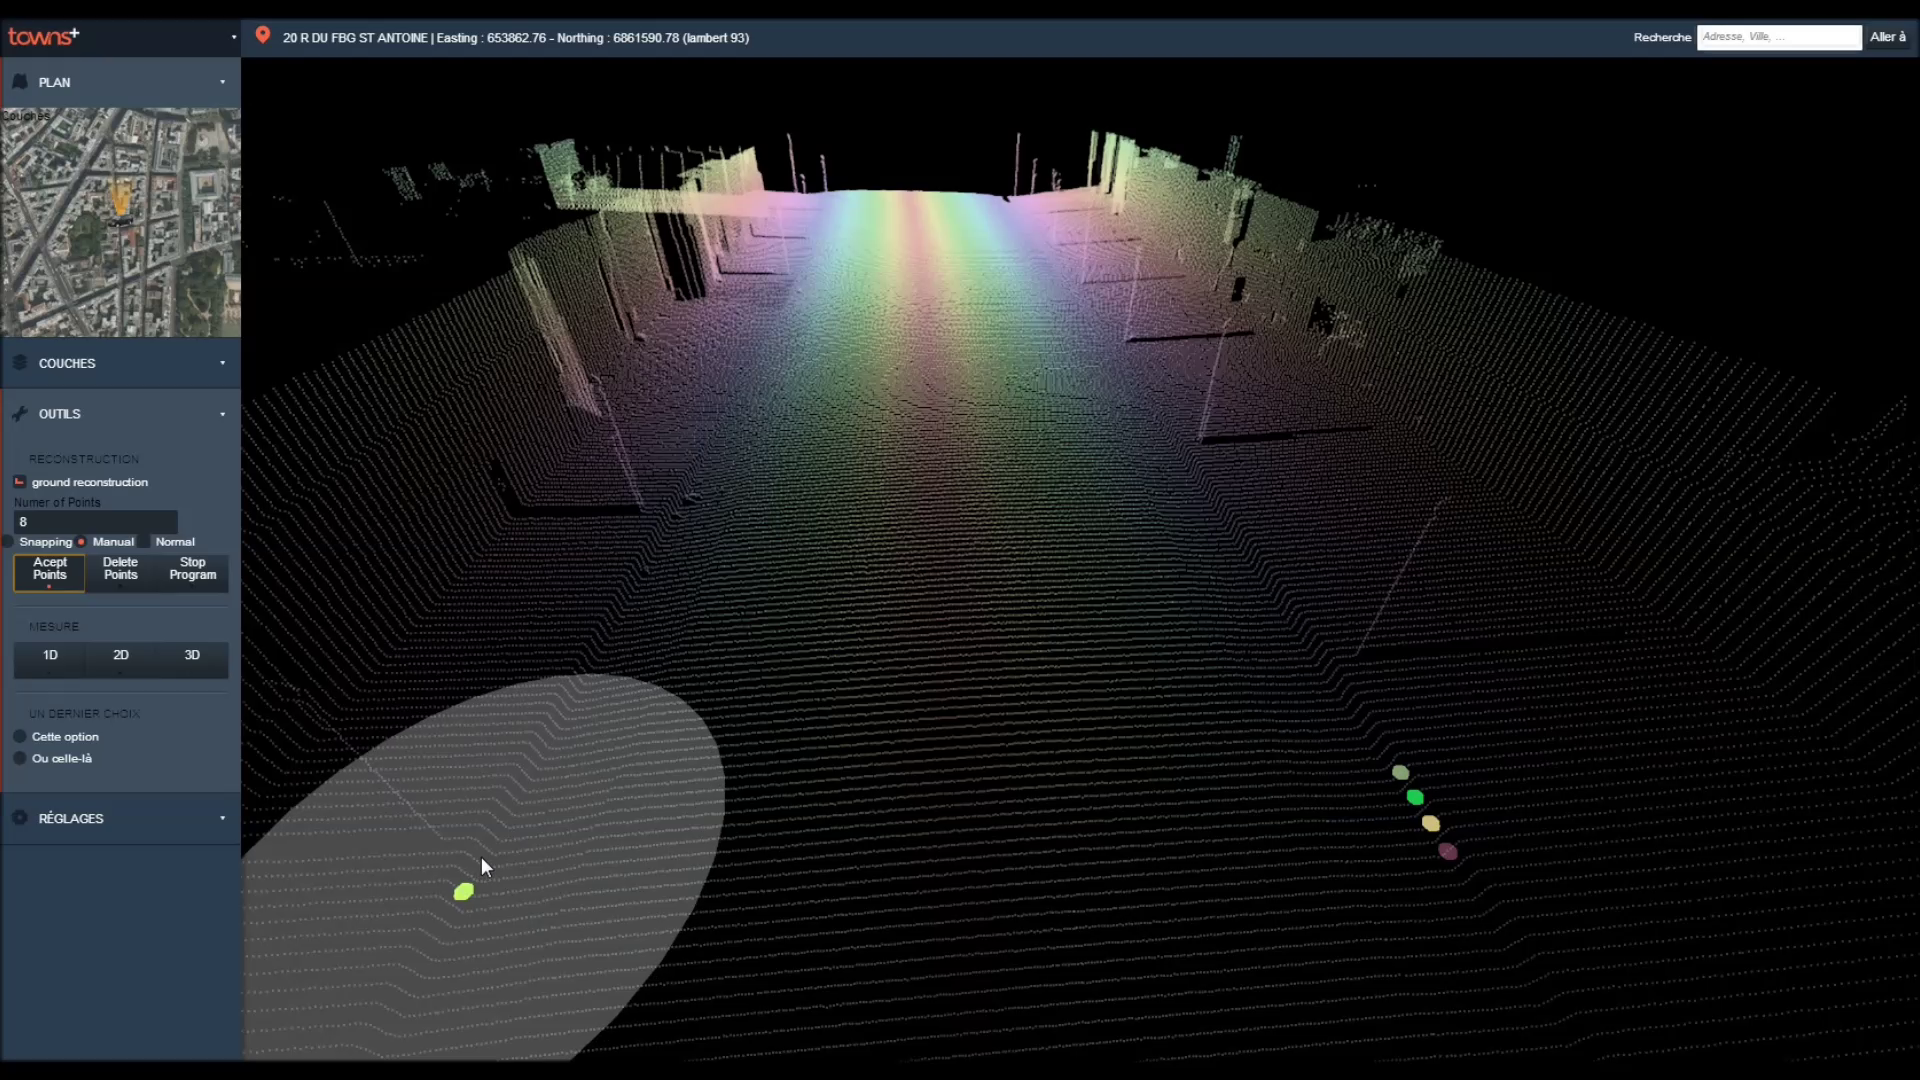 towns+
20 R DU FBG ST ANTOINE | Easting : 653862.76 - Northing : 6861590.78 (lambert 93)
Recherche
Adresse, Ville, ...
Aller à
PLAN
Couches
COUCHES
OUTILS
RECONSTRUCTION
ground reconstruction
Numer of Points
8
Snapping Manual Normal
Acept Points
Delete Points
Stop Program
MESURE
1D 2D 3D
UN DERNIER CHOIX
Cette option
Ou celle-là
RÉGLAGES